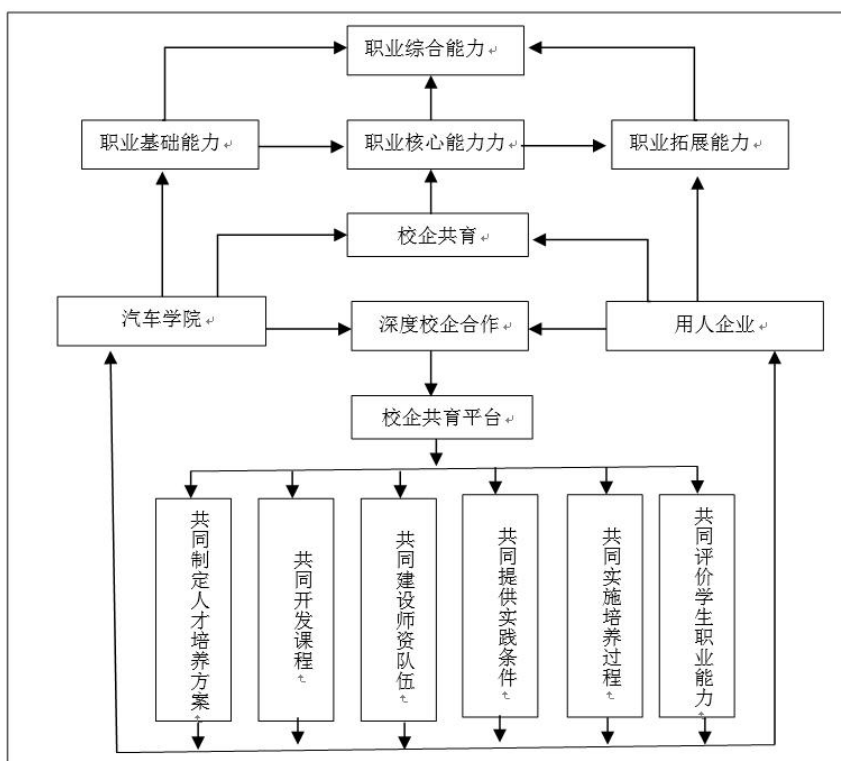 职业综合能力
职业基础能力
职业核心能力力
职业拓展能力
校企共育
汽车学院
深度校企合作
用人企业
校企共育平台
共同制定人才培养方案
共同开发课程
共同建设师资队伍
共同提供实践条件
共同实施培养过程
共同评价学生职业能力